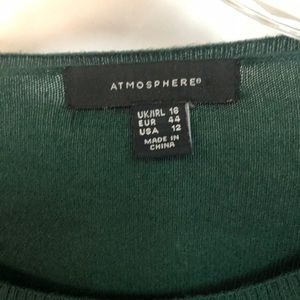 ATMOSPHERE®
UK/IRL 16
EUR 44
USA 12
MADE IN
CHINA